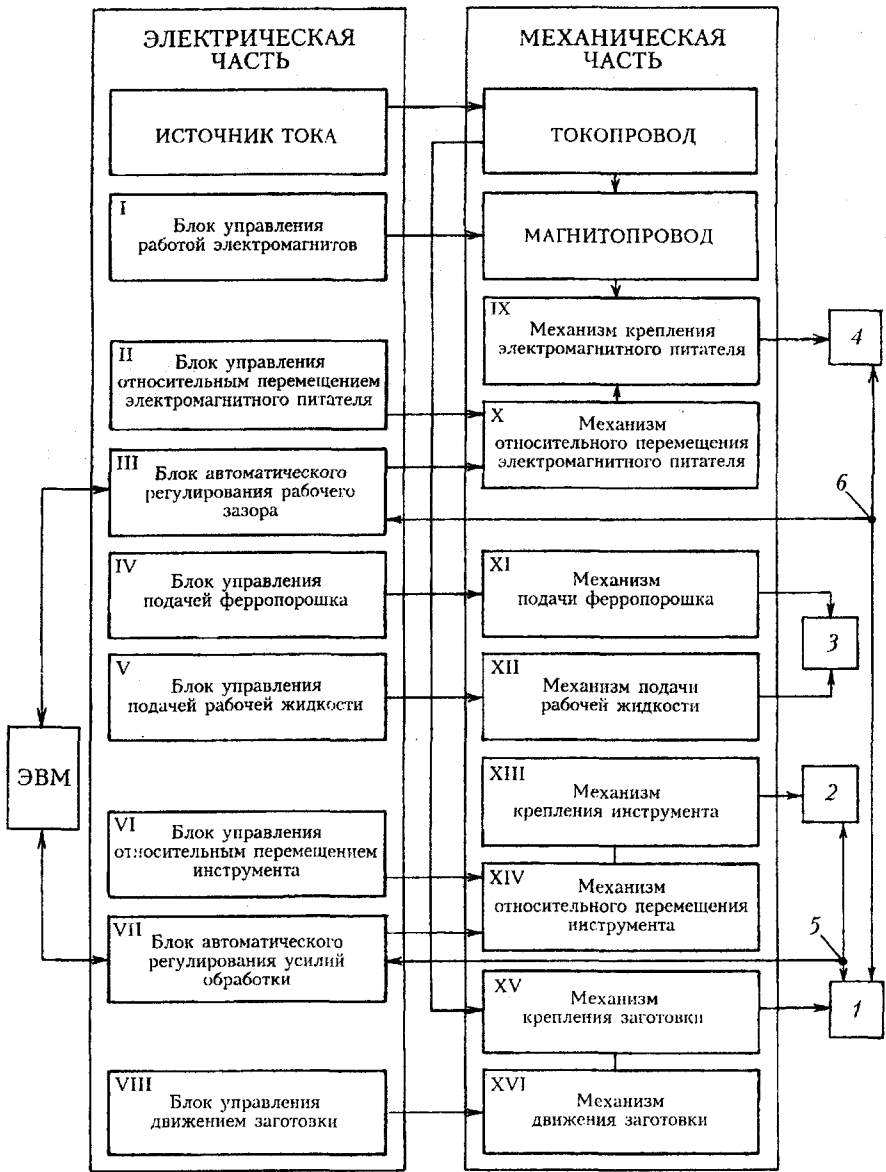 ЭЛЕКТРИЧЕСКАЯ
ЧАСТЬ
ИСТОЧНИК ТОКА
I
Блок управления
работой электромагнитов
II
Блок управления
относительным перемещением
электромагнитного питателя
III
Блок автоматического
регулирования рабочего
зазора
IV
Блок управления
подачей ферропорошка
V
Блок управления
подачей рабочей жидкости
ЭВМ
VI
Блок управления
относительным перемещением
инструмента
VII
Блок автоматического
регулирования усилий
обработки
VIII
Блок управления
движением заготовки
МЕХАНИЧЕСКАЯ
ЧАСТЬ
ТОКОПРОВОД
МАГНИТОПРОВОД
IX
Механизм крепления
электромагнитного питателя
X
Механизм
относительного перемещения
электромагнитного питателя
XI
Механизм
подачи ферропорошка
XII
Механизм подачи
рабочей жидкости
XIII
Механизм
крепления инструмента
XIV
Механизм
относительного перемещения
инструмента
XV
Механизм
крепления заготовки
XVI
Механизм
движения заготовки
4
6
3
2
5
1